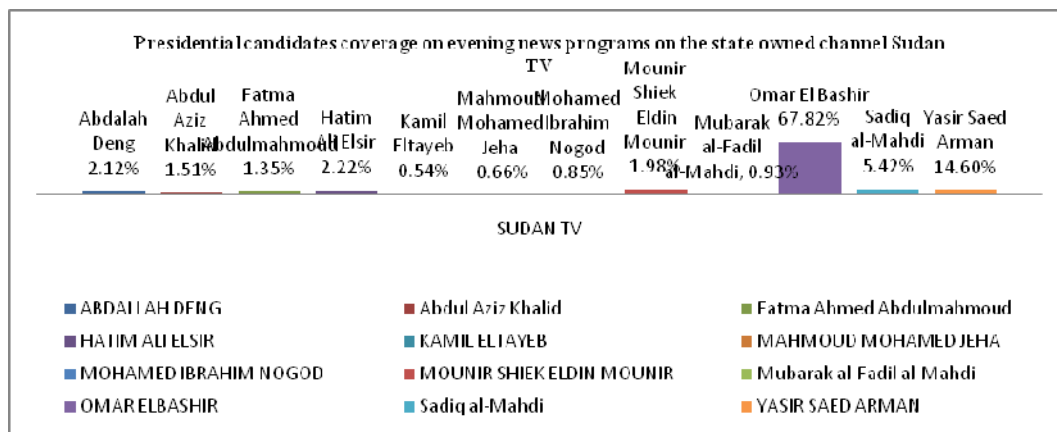 Presidential candidates coverage on evening news programs on the state owned channel Sudan
TV
Abdalah
Deng
2.12%
Abdul
Aziz
Khalid
1.51%
Fatma
Ahmed
Abdulmahmoud
1.35%
Hatim
Ali Elsir
2.22%
Kamil
Eltayeb
0.54%
Mahmoud
Mohamed
Jeha
0.66%
Mohamed
Ibrahim
Nogod
0.85%
Mounir
Shiek
Eldin
Mounir
1.98%
Mubarak
al-Fadil
al-Mahdi, 0.93%
Omar El Bashir
67.82%
Sadiq
al-Mahdi
5.42%
Yasir Saed
Arman
14.60%
SUDAN TV
ABDALLAH DENG
Abdul Aziz Khalid
Fatma Ahmed Abdulmahmoud
HATIM ALI ELSIR
KAMIL ELTAYEB
MAHMOUD MOHAMED JEHA
MOHAMED IBRAHIM NOGOD
MOUNIR SHIEK ELDIN MOUNIR
Mubarak al-Fadil al-Mahdi
OMAR ELBASHIR
Sadiq al-Mahdi
YASIR SAED ARMAN